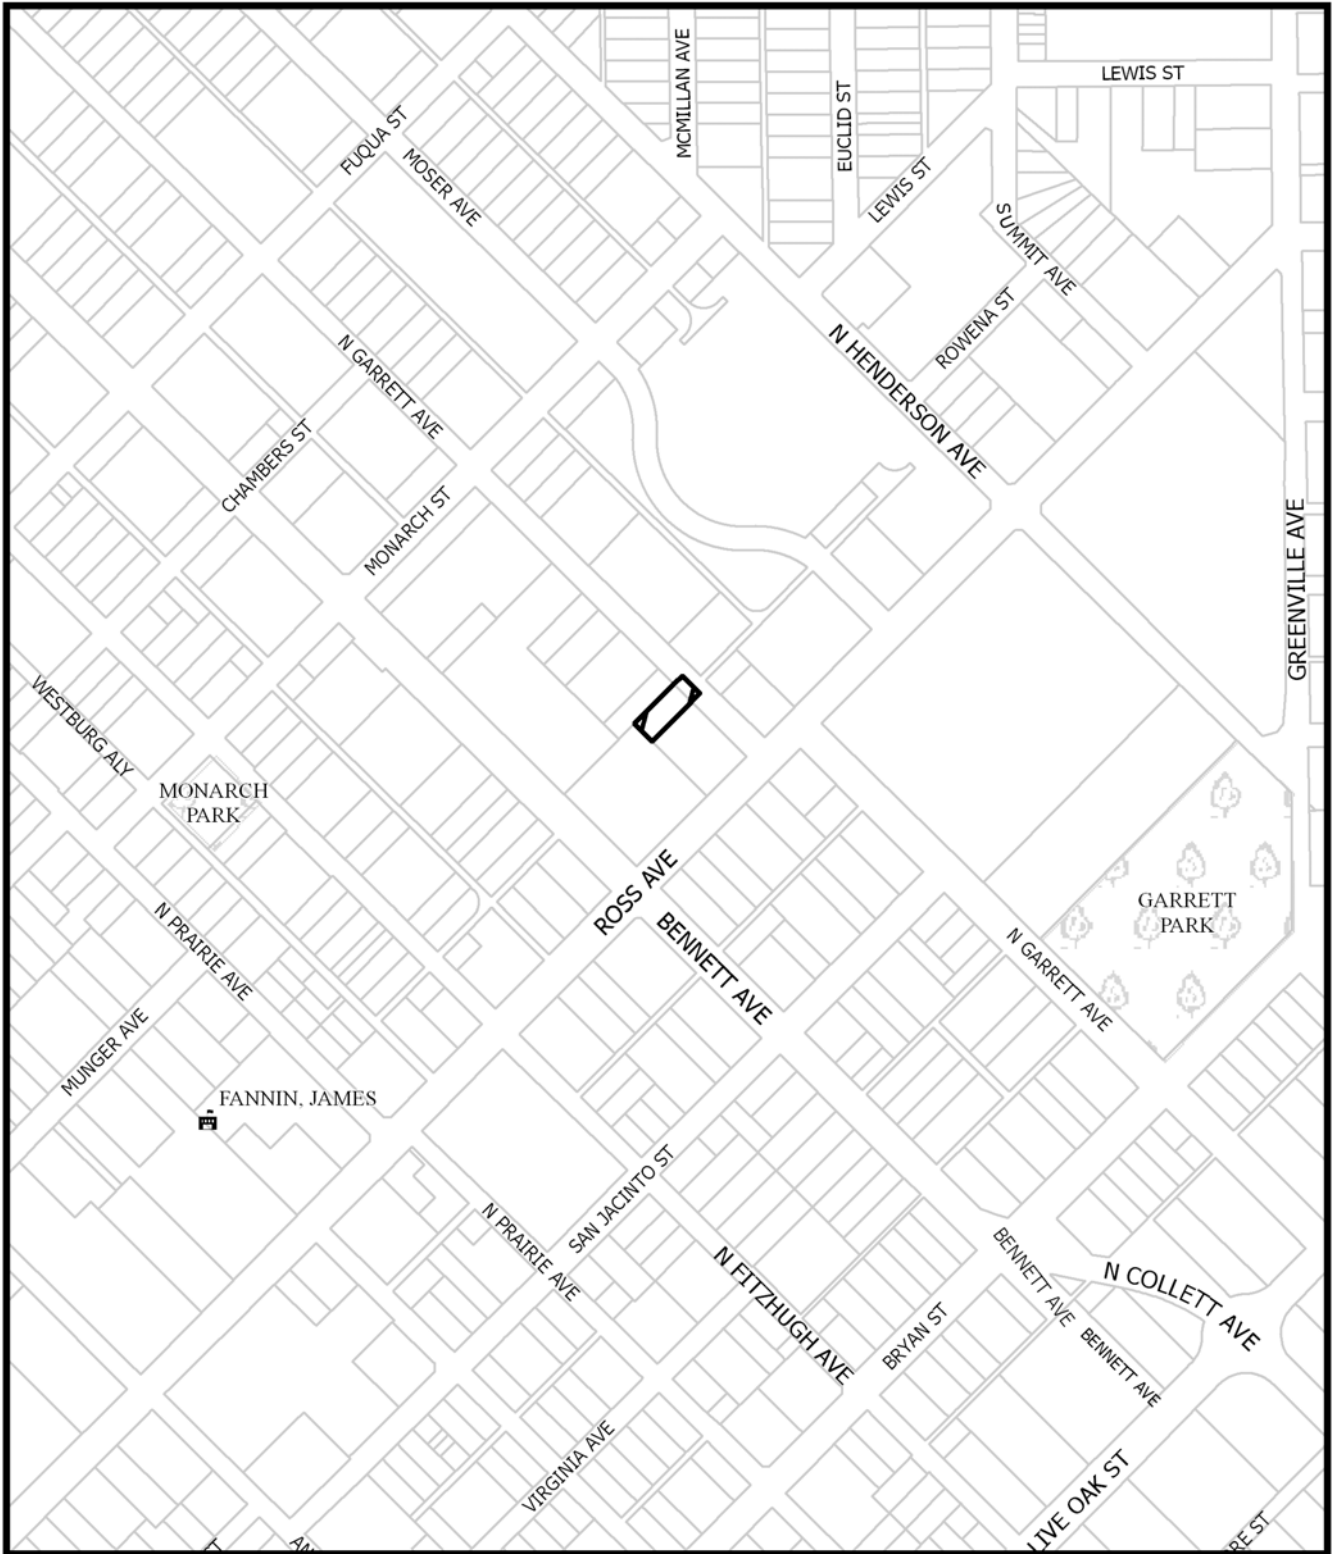 MCMILLAN AVE
EUCLID ST
LEWIS ST
FUQUA ST
MOSER AVE
LEWIS ST
SUMMIT AVE
ROWENA ST
N HENDERSON AVE
N GARRETT AVE
CHAMBERS ST
MONARCH ST
GREENVILLE AVE
WESTBURG ALY
MONARCH
PARK
ROSS AVE
BENNETT AVE
GARRETT
PARK
N GARRETT AVE
N PRAIRIE AVE
MUNGER AVE
FANNIN, JAMES
SAN JACINTO ST
N PRAIRIE AVE
N FITZHUGH AVE
BENNETT AVE
N COLLETT AVE
BRYAN ST
BENNETT AVE
VIRGINIA AVE
LIVE OAK ST